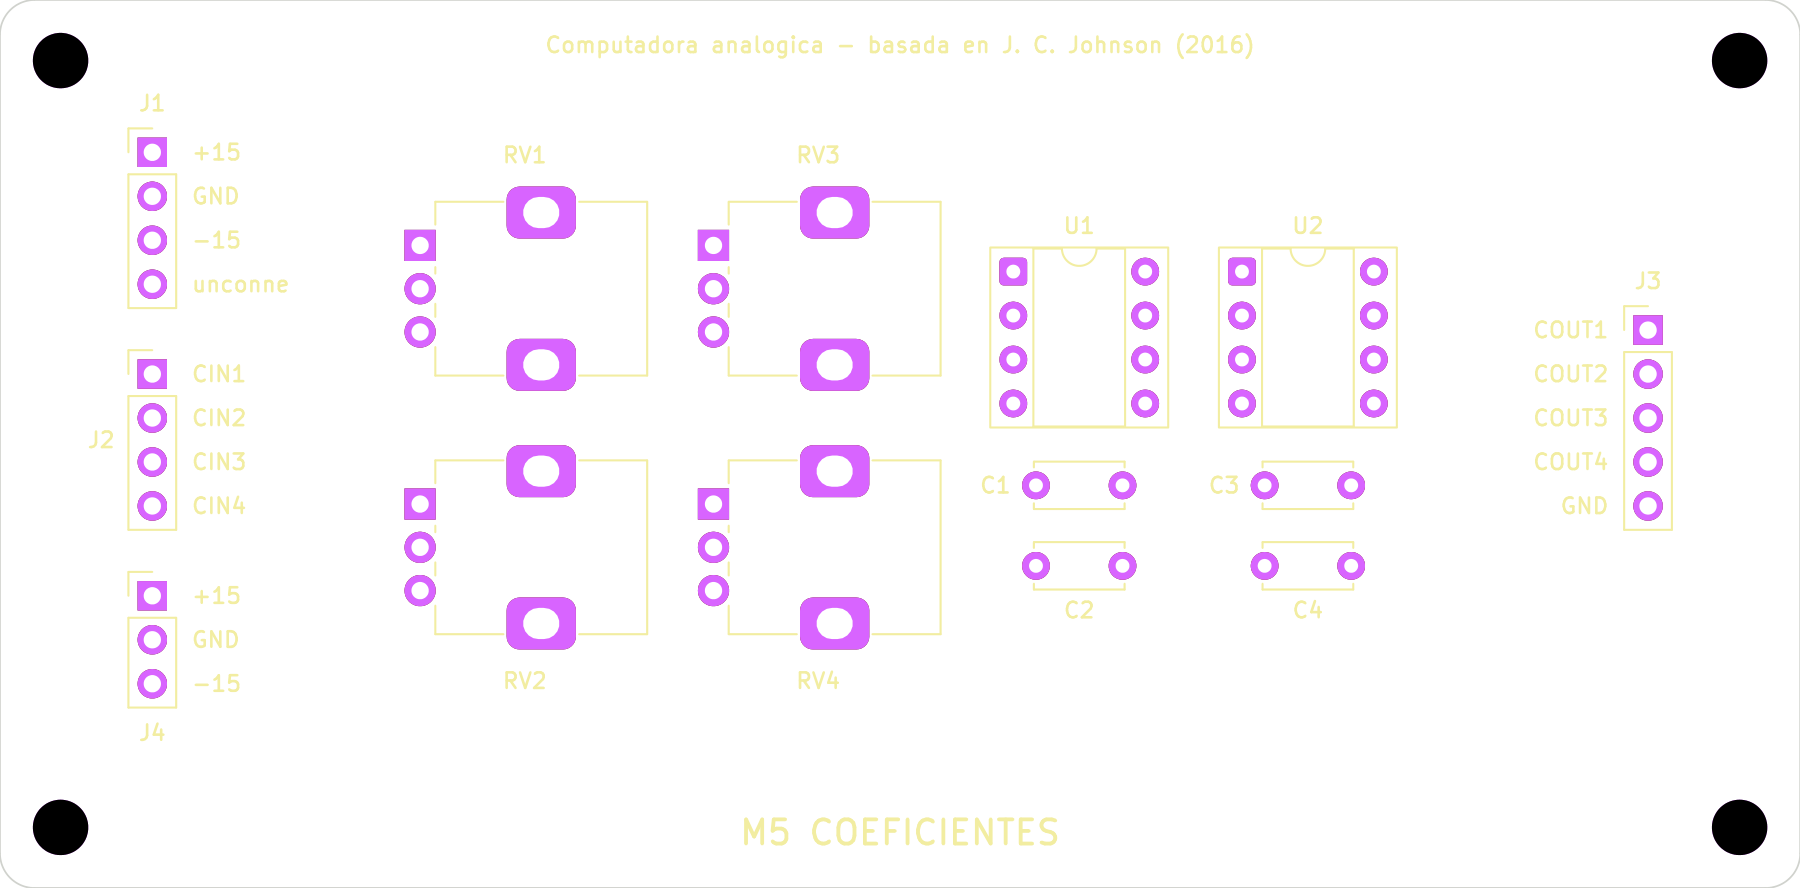 Computadora analogica - basada en J. C. Johnson (2016)
J1
+15
GND
-15
unconne
J2
CIN1
CIN2
CIN3
CIN4
+15
GND
-15
J4
RV1
RV3
RV2
RV4
U1
U2
C1
C3
C2
C4
J3
COUT1
COUT2
COUT3
COUT4
GND
M5 COEFICIENTES